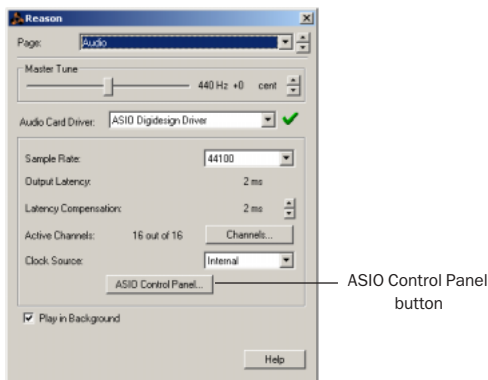 Reason
Page: Audio
Master Tune
440 Hz +0 cent
Audio Card Driver: ASIO Digidesign Driver
Sample Rate: 44100
Output Latency: 2 ms
Latency Compensation: 2 ms
Active Channels: 16 out of 16 Channels...
Clock Source: Internal
ASIO Control Panel...
ASIO Control Panel
button
Play in Background
Help